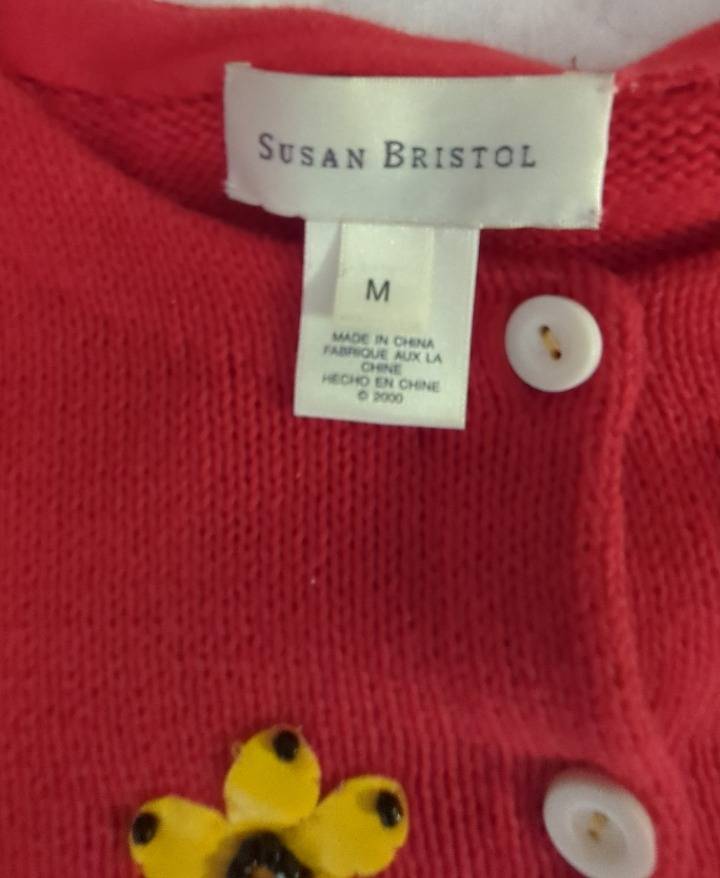 SUSAN BRISTOL
M
MADE IN CHINA
FABRIQUE AUX LA
CHINE
HECHO EN CHINE
© 2000